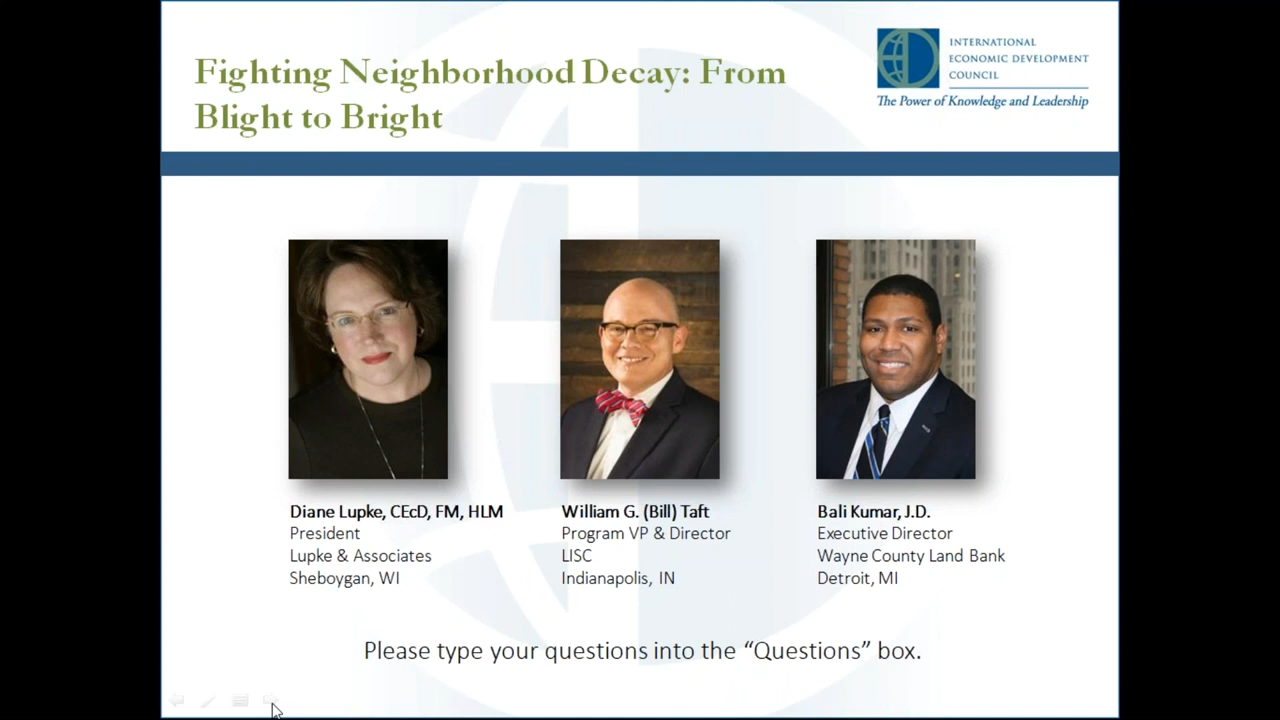 Fighting Neighborhood Decay: From
Blight to Bright
INTERNATIONAL
ECONOMIC DEVELOPMENT
COUNCIL
The Power of Knowledge and Leadership
Diane Lupke, CEcD, FM, HLM
President
Lupke & Associates
Sheboygan, WI
William G. (Bill) Taft
Program VP & Director
LISC
Indianapolis, IN
Bali Kumar, J.D.
Executive Director
Wayne County Land Bank
Detroit, MI
Please type your questions into the “Questions” box.